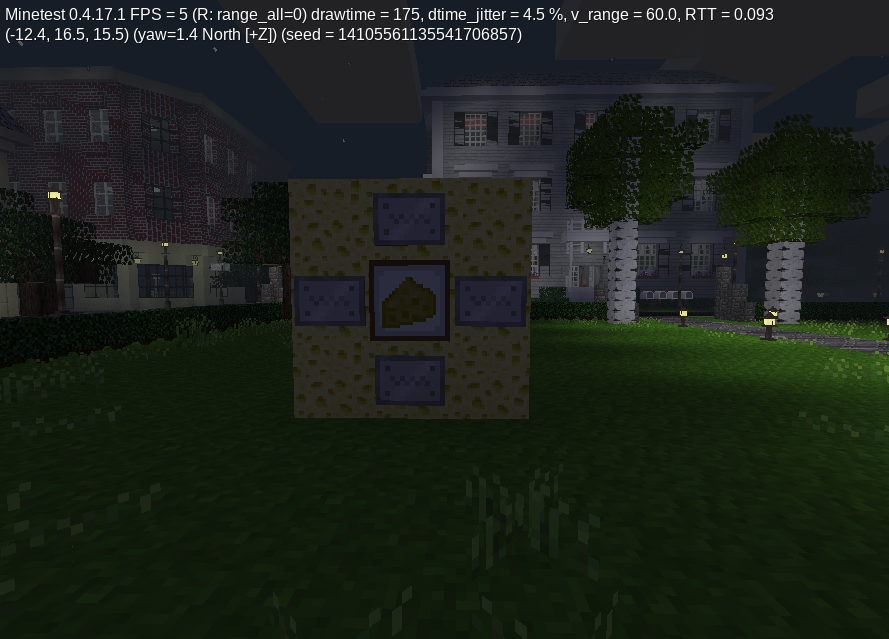 Minetest 0.4.17.1 FPS = 5 (R: range_all=0) drawtime = 175, dtime_jitter = 4.5 %, v_range = 60.0, RTT = 0.093
(-12.4, 16.5, 15.5) (yaw=1.4 North [+Z]) (seed = 14105561135541706857)